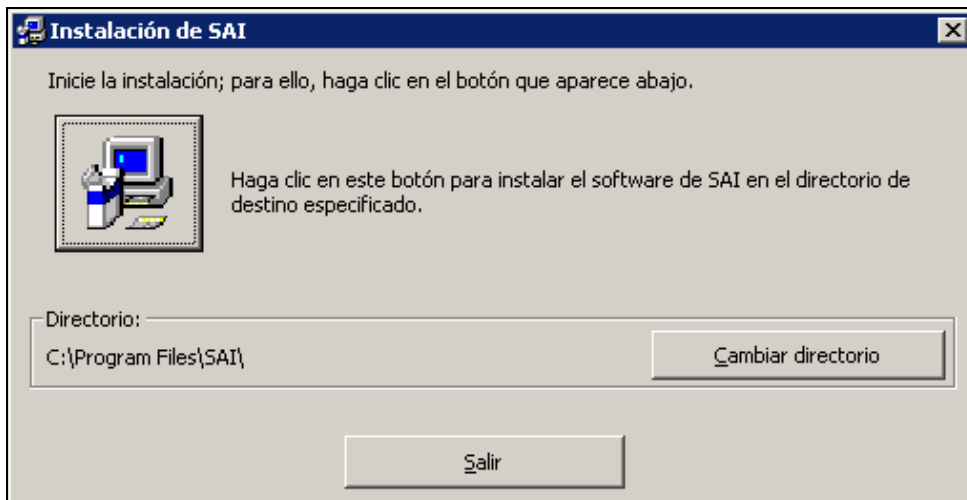 Instalación de SAI
Inicie la instalación; para ello, haga clic en el botón que aparece abajo.
Haga clic en este botón para instalar el software de SAI en el directorio de
destino especificado.
Directorio:
C:\Program Files\SAI\
Cambiar directorio
Salir